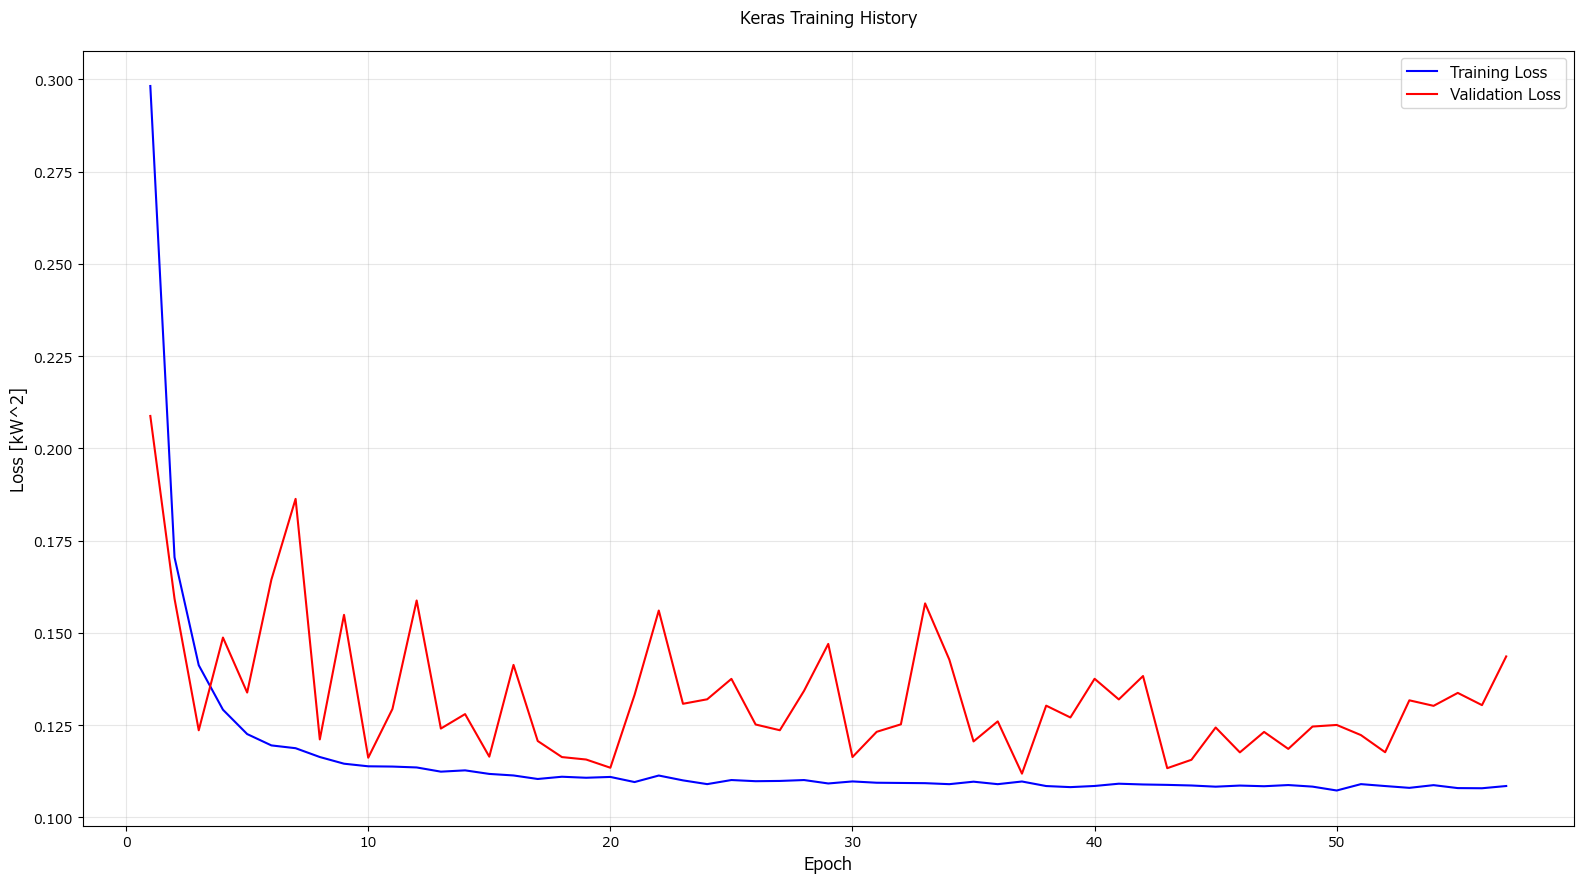 Keras Training History
Training Loss
Validation Loss
0.300
0.275
0.250
0.225
0.200
0.175
0.150
0.125
0.100
Loss [kW^2]
0 10 20 30 40 50
Epoch